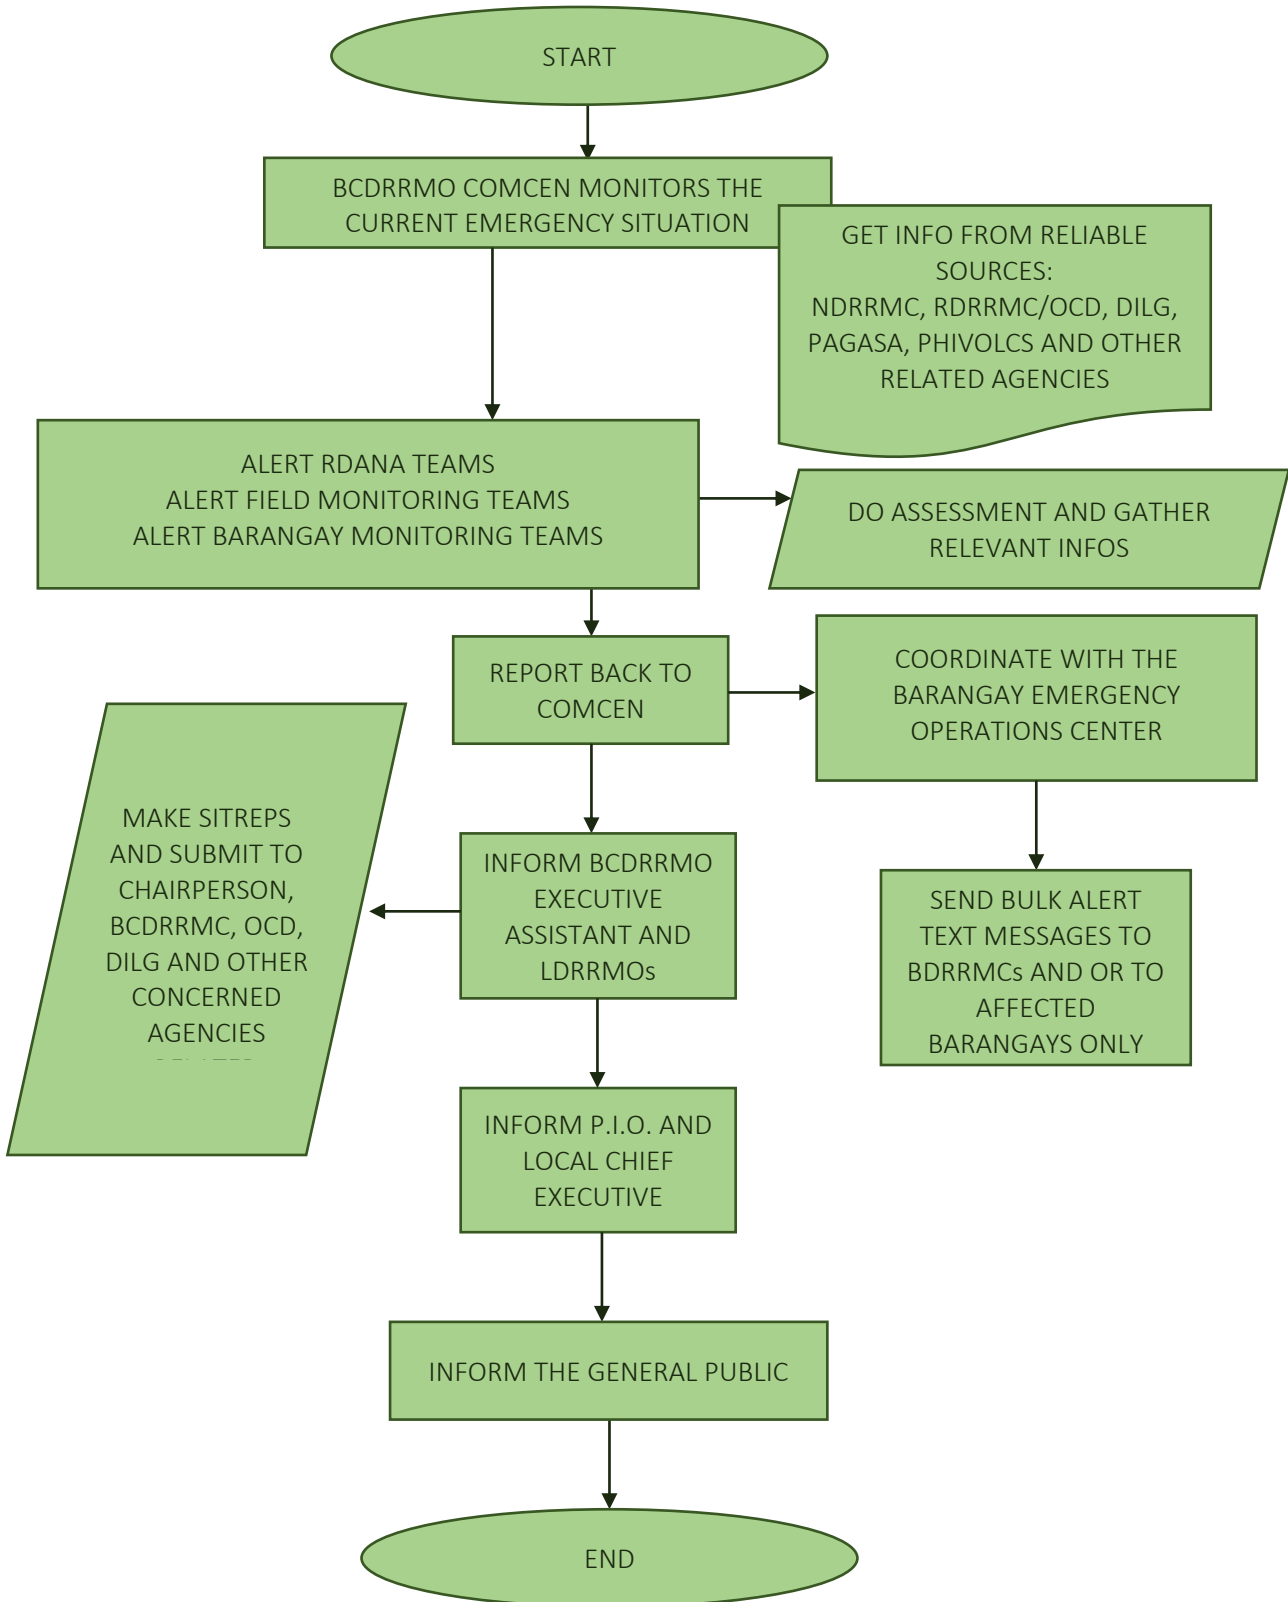 START
BCDRRMO COMCEN MONITORS THE
CURRENT EMERGENCY SITUATION
GET INFO FROM RELIABLE
SOURCES:
NDRRMC, RDRRMC/OCD, DILG,
PAGASA, PHIVOLCS AND OTHER
RELATED AGENCIES
ALERT RDANA TEAMS
ALERT FIELD MONITORING TEAMS
ALERT BARANGAY MONITORING TEAMS
DO ASSESSMENT AND GATHER
RELEVANT INFOS
REPORT BACK TO
COMCEN
COORDINATE WITH THE
BARANGAY EMERGENCY
OPERATIONS CENTER
MAKE SITREPS
AND SUBMIT TO
CHAIRPERSON,
BCDRRMC, OCD,
DILG AND OTHER
CONCERNED
AGENCIES
INFORM BCDRRMO
EXECUTIVE
ASSISTANT AND
LDRRMOs
SEND BULK ALERT
TEXT MESSAGES TO
BDRRMCs AND OR TO
AFFECTED
BARANGAYS ONLY
INFORM P.I.O. AND
LOCAL CHIEF
EXECUTIVE
INFORM THE GENERAL PUBLIC
END